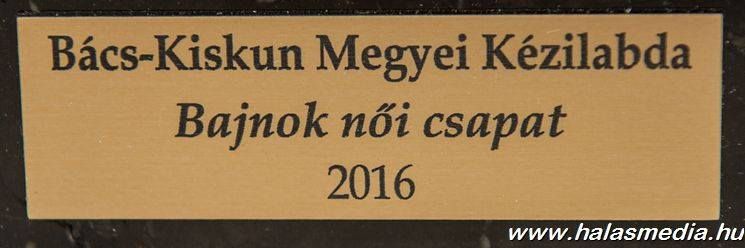 Bács-Kiskun Megyei Kézilabda
Bajnok női csapat
2016
www.halasmedia.hu